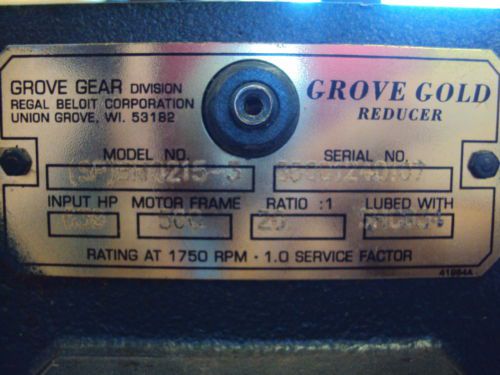 GROVE GEAR DIVISION
REGAL BELOIT CORPORATION
UNION GROVE, WI. 53182
GROVE GOLD
REDUCER
MODEL NO.
SERIAL NO.
INPUT HP
MOTOR FRAME
RATIO :1
LUBED WITH
RATING AT 1750 RPM - 1.0 SERVICE FACTOR